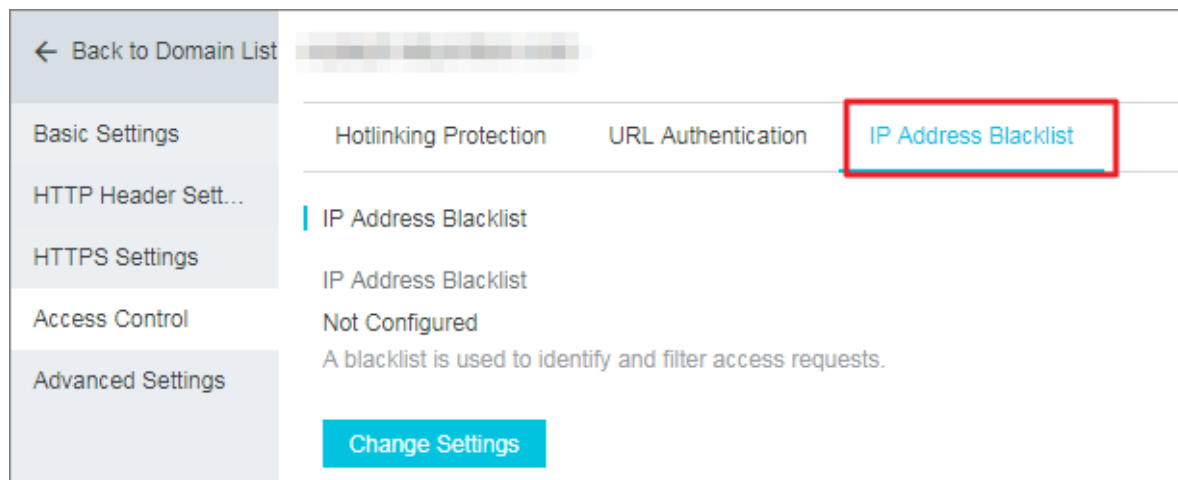 ← Back to Domain List
Basic Settings
HTTP Header Sett...
HTTPS Settings
Access Control
Advanced Settings
Hotlinking Protection URL Authentication IP Address Blacklist
IP Address Blacklist
IP Address Blacklist
Not Configured
A blacklist is used to identify and filter access requests.
Change Settings